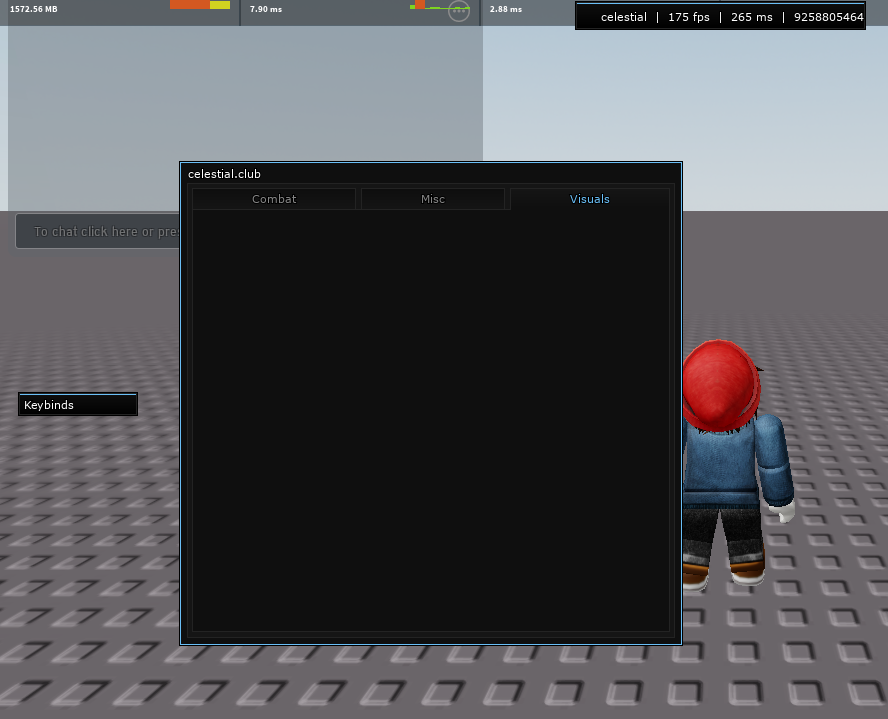 1572.56 MB
7.90 ms
2.88 ms
celestial | 175 fps | 265 ms | 9258805464
celestial.club
Combat
Misc
Visuals
To chat click here or pres
Keybinds